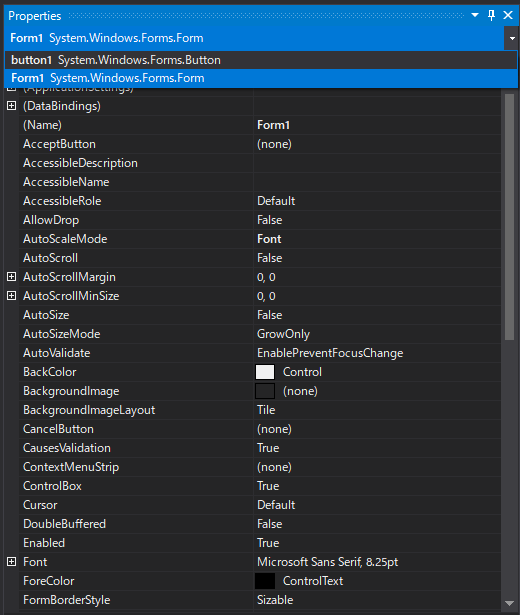 Properties
Form1 System.Windows.Forms.Form
button1 System.Windows.Forms.Button
Form1 System.Windows.Forms.Form
(ApplicationSettings)
(DataBindings)
(Name) Form1
AcceptButton (none)
AccessibleDescription
AccessibleName
AccessibleRole Default
AllowDrop False
AutoScaleMode Font
AutoScroll False
AutoScrollMargin 0, 0
AutoScrollMinSize 0, 0
AutoSize False
AutoSizeMode GrowOnly
AutoValidate EnablePreventFocusChange
BackColor Control
BackgroundImage (none)
BackgroundImageLayout Tile
CancelButton (none)
CausesValidation True
ContextMenuStrip (none)
ControlBox True
Cursor Default
DoubleBuffered False
Enabled True
Font Microsoft Sans Serif, 8.25pt
ForeColor ControlText
FormBorderStyle Sizable